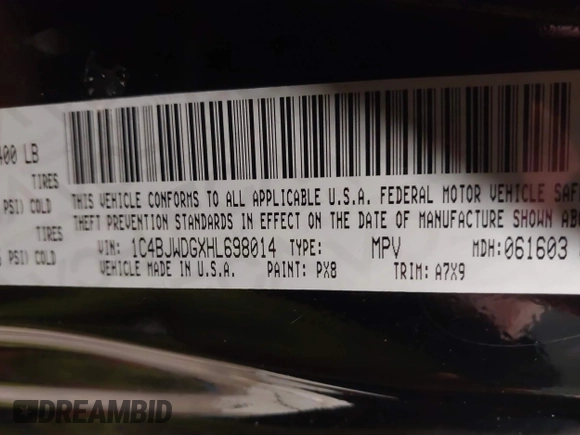 400 LB
TIRES
PSI) COLD
TIRES
PSI) COLD
THIS VEHICLE CONFORMS TO ALL APPLICABLE U.S.A. FEDERAL MOTOR VEHICLE SAF
THEFT PREVENTION STANDARDS IN EFFECT ON THE DATE OF MANUFACTURE SHOWN AB
VIN: 1C4BJWDGXHL698014 TYPE: MPV MDH: 061603
VEHICLE MADE IN U.S.A. PAINT: PX8 TRIM: A7X9
DREAMBID